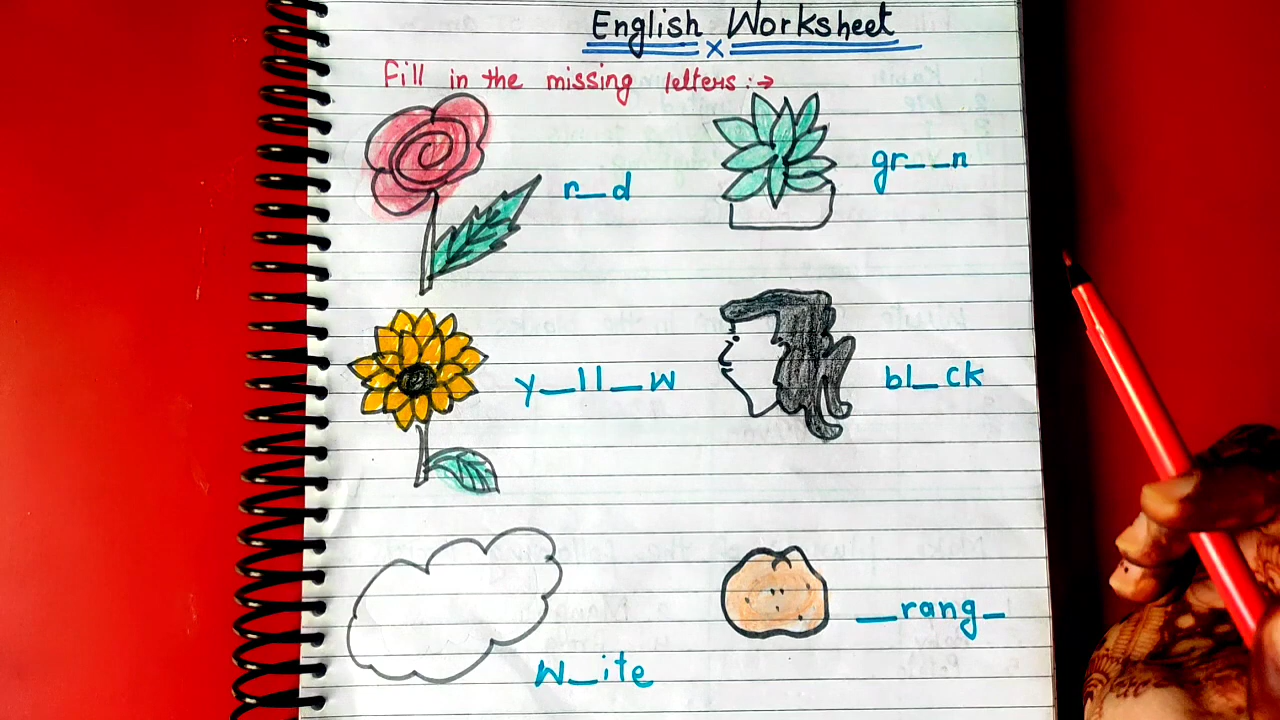 English Worksheet
Fill in the missing letters :→
r_d
gr__n
y_ll_w
bl_ck
w_ite
_rang_